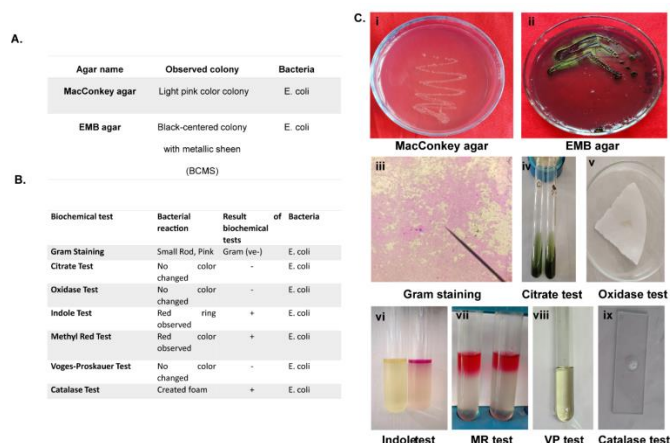 A.
Agar name Observed colony Bacteria
MacConkey agar Light pink color colony E. coli
EMB agar Black-centered colony E. coli
with metallic sheen
(BCMS)
B.
Biochemical test Bacterial Result of Bacteria
reaction biochemical
tests
Gram Staining Small Rod, Pink Gram (ve-) E. coli
Citrate Test No color - E. coli
changed
Oxidase Test No color - E. coli
changed
Indole Test Red ring + E. coli
observed
Methyl Red Test Red color + E. coli
observed
Voges-Proskauer Test No color - E. coli
changed
Catalase Test Created foam + E. coli
C.
i ii
MacConkey agar EMB agar
iii iv v
Gram staining Citrate test Oxidase test
vi vii viii ix
Indoletest MR test VP test Catalase test